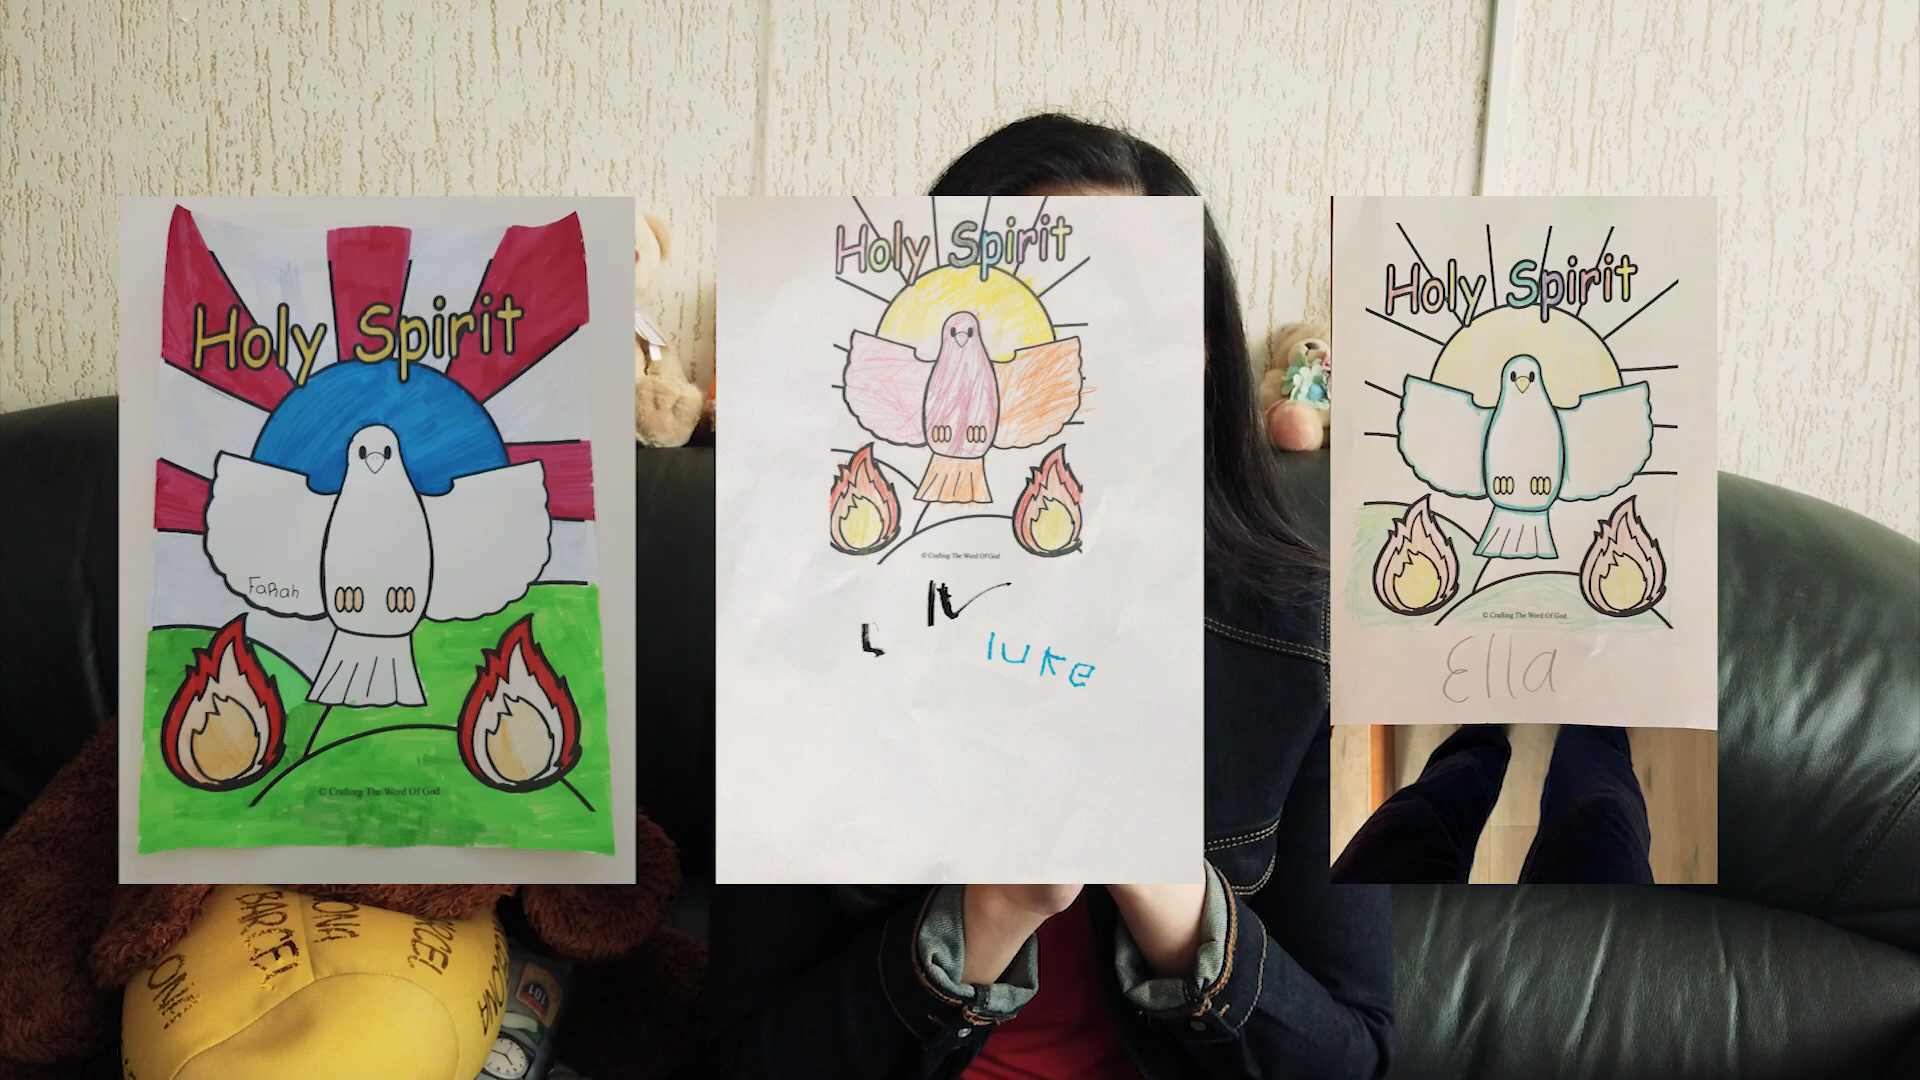 Holy Spirit
Farah
© Crafting The Word Of God
Holy Spirit
© Crafting The Word Of God
luke
Holy Spirit
© Crafting The Word Of God
Ella
101